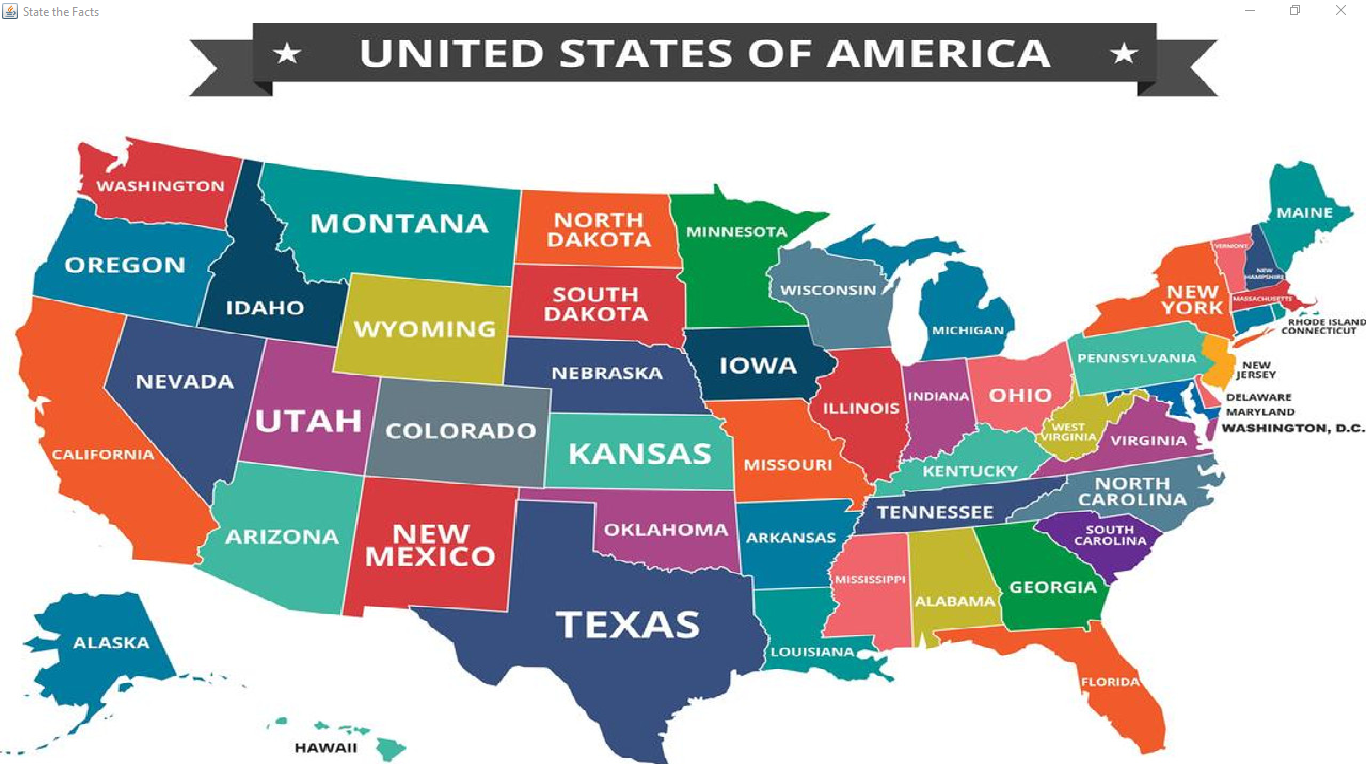 State the Facts
UNITED STATES OF AMERICA
WASHINGTON
MONTANA
NORTH
DAKOTA
MINNESOTA
MAINE
VERMONT
NEW
HAMPSHIRE
OREGON
IDAHO
WYOMING
SOUTH
DAKOTA
WISCONSIN
MICHIGAN
NEW
YORK
MASSACHUSETTS
RHODE ISLAND
CONNECTICUT
NEVADA
UTAH
COLORADO
NEBRASKA
IOWA
ILLINOIS
INDIANA
OHIO
PENNSYLVANIA
NEW
JERSEY
DELAWARE
MARYLAND
WASHINGTON, D.C.
CALIFORNIA
KANSAS
MISSOURI
KENTUCKY
WEST
VIRGINIA
VIRGINIA
ARIZONA
NEW
MEXICO
OKLAHOMA
ARKANSAS
TENNESSEE
NORTH
CAROLINA
SOUTH
CAROLINA
TEXAS
LOUISIANA
MISSISSIPPI
ALABAMA
GEORGIA
FLORIDA
ALASKA
HAWAII